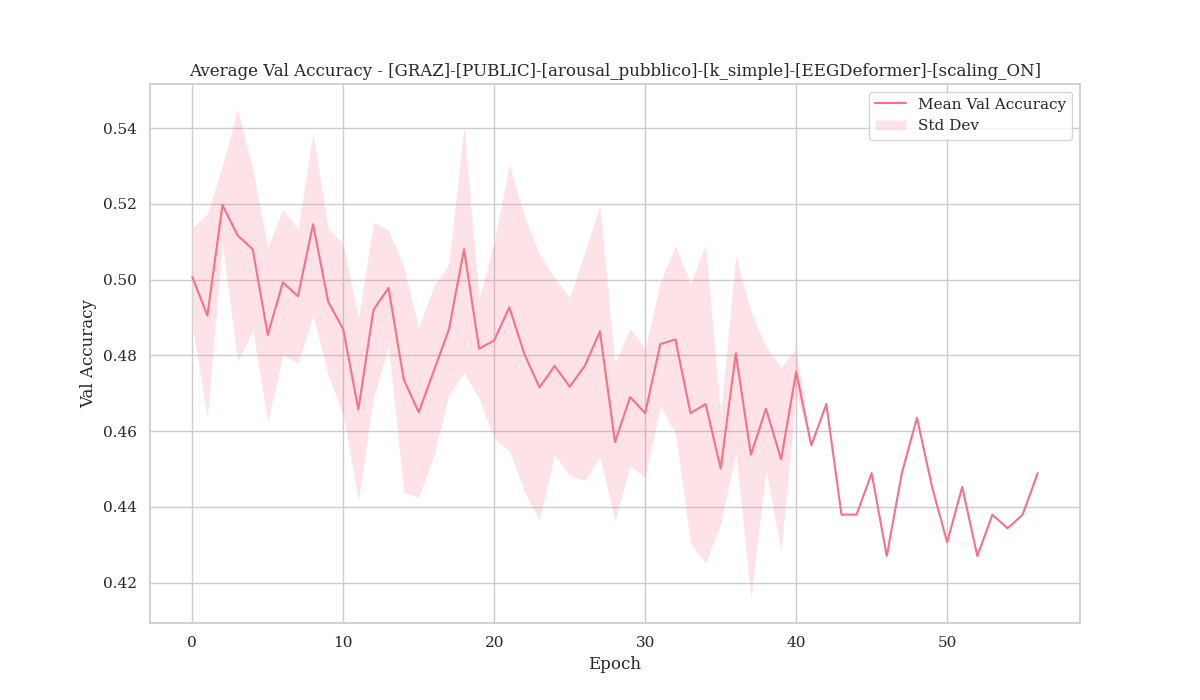 Average Val Accuracy - [GRAZ]-[PUBLIC]-[arousal_pubblico]-[k_simple]-[EEGDeformer]-[scaling_ON]
Mean Val Accuracy
Std Dev
0.54
0.52
0.50
0.48
0.46
0.44
0.42
Val Accuracy
0
10
20
30
40
50
Epoch